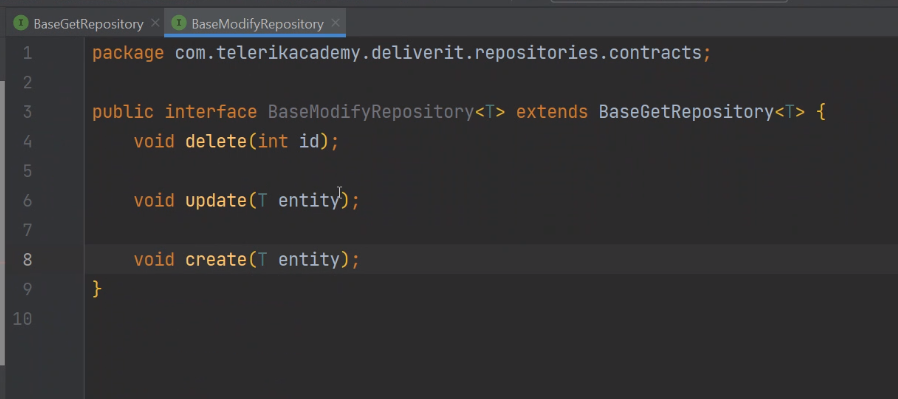 BaseGetRepository
BaseModifyRepository
1 package com.telerikacademy.deliverit.repositories.contracts;
2
3 public interface BaseModifyRepository<T> extends BaseGetRepository<T> {
4 void delete(int id);
5
6 void update(T entity);
7
8 void create(T entity);
9 }
10